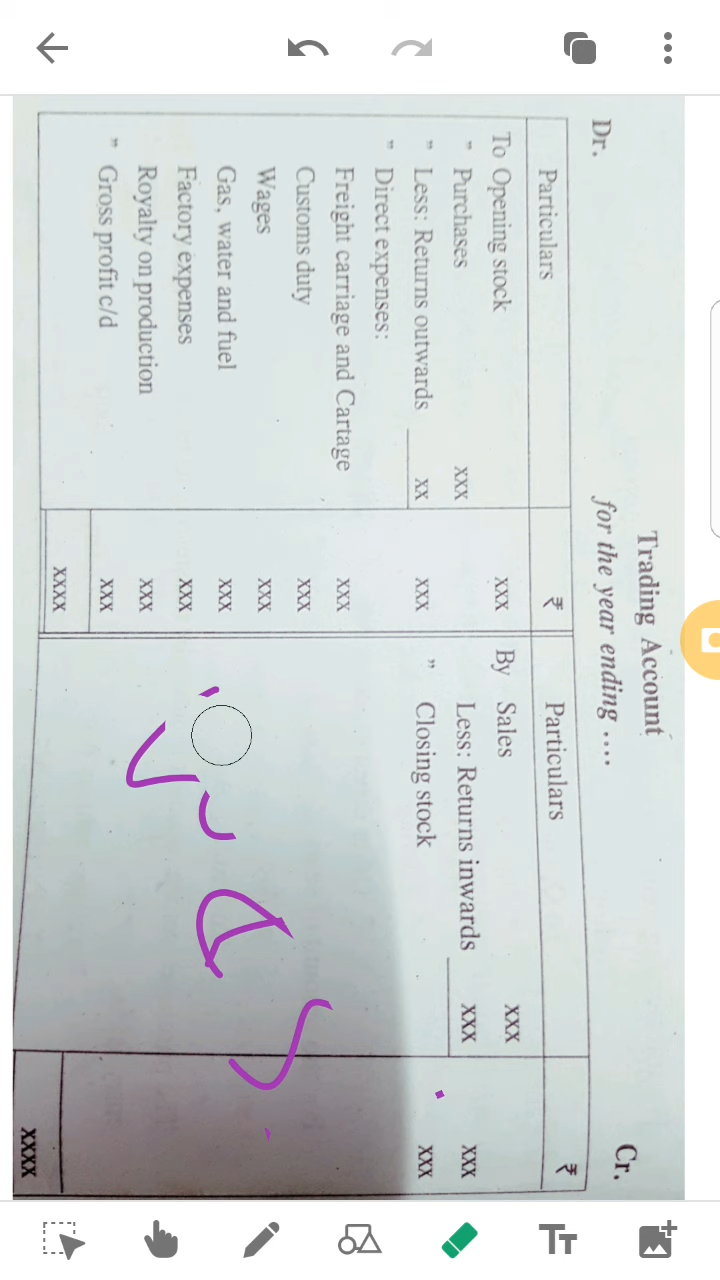 Trading Account
for the year ending ....
Dr. Cr.
Particulars ₹ Particulars ₹
To Opening stock xxx By Sales xxx
" Purchases xxx Less: Returns inwards xxx xxx
" Less: Returns outwards xx xxx " Closing stock xxx
" Direct expenses:
Freight carriage and Cartage xxx
Customs duty xxx
Wages xxx
Gas, water and fuel xxx
Factory expenses xxx
Royalty on production xxx
" Gross profit c/d xxx
xxxx xxxx
TT